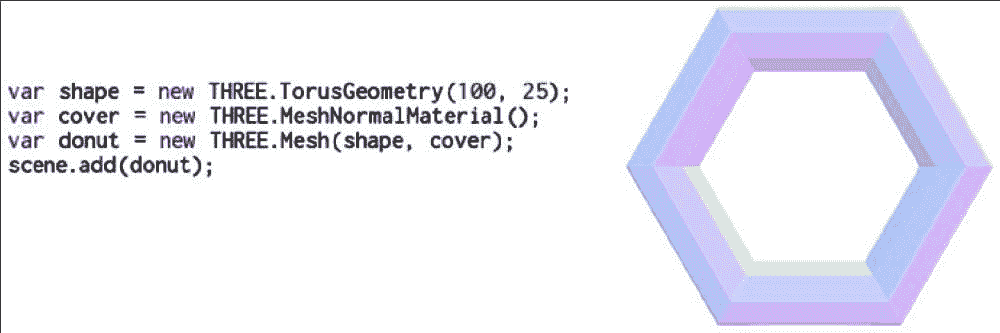 var shape = new THREE.TorusGeometry(100, 25);
var cover = new THREE.MeshNormalMaterial();
var donut = new THREE.Mesh(shape, cover);
scene.add(donut);